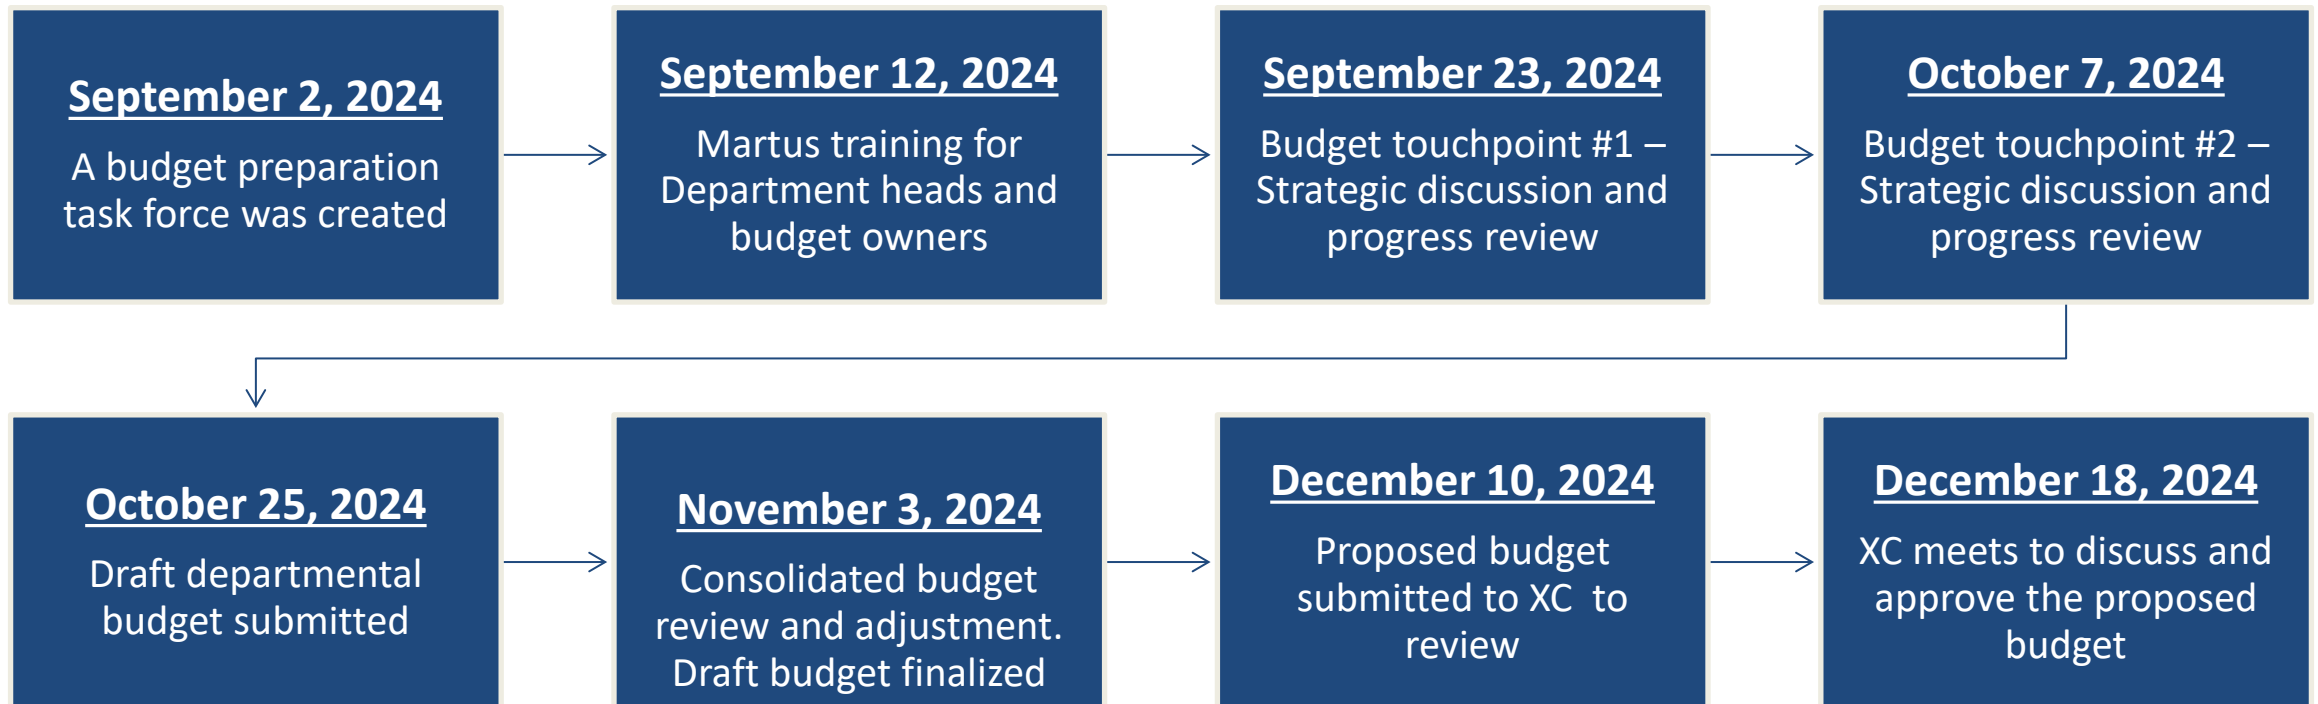 September 2, 2024
A budget preparation
task force was created
September 12, 2024
Martus training for
Department heads and
budget owners
September 23, 2024
Budget touchpoint #1 –
Strategic discussion and
progress review
October 7, 2024
Budget touchpoint #2 –
Strategic discussion and
progress review
October 25, 2024
Draft departmental
budget submitted
November 3, 2024
Consolidated budget
review and adjustment.
Draft budget finalized
December 10, 2024
Proposed budget
submitted to XC  to
review
December 18, 2024
XC meets to discuss and
approve the proposed
budget